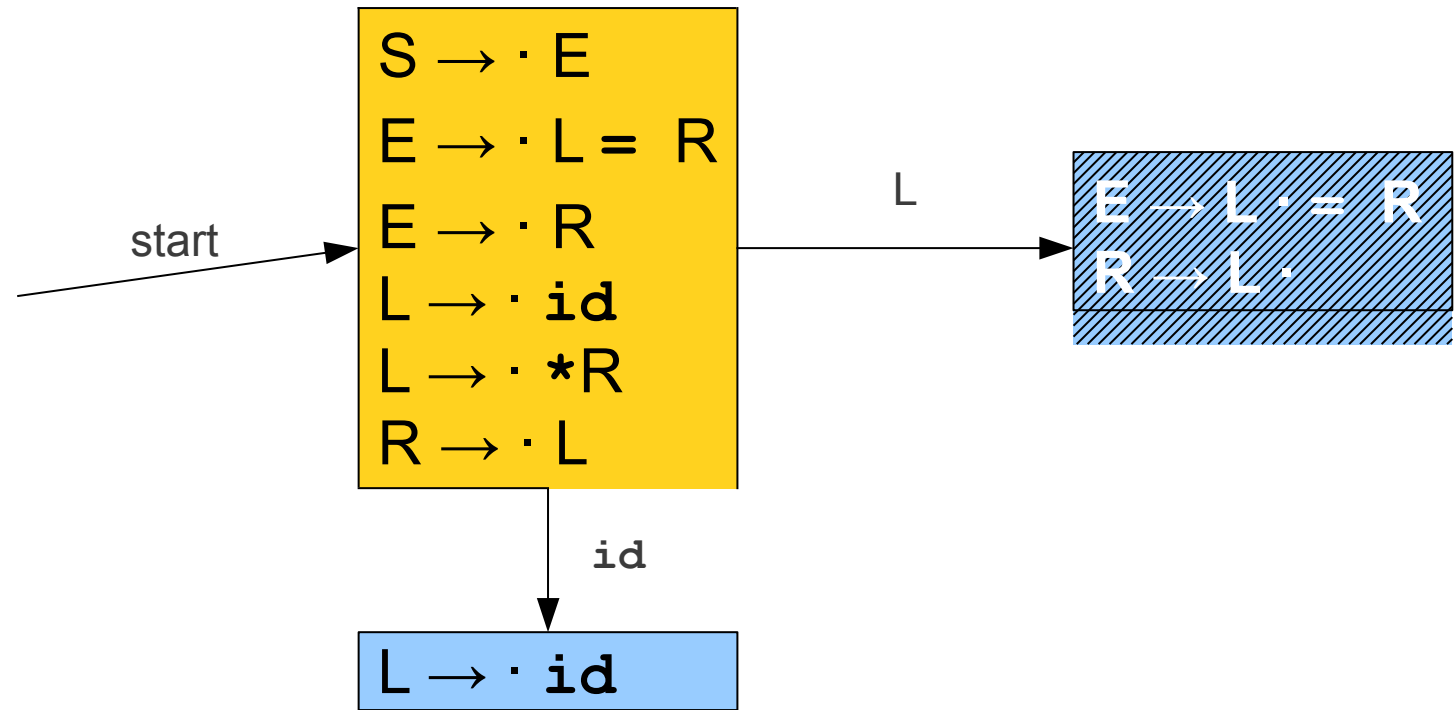 S → · E
E → · L = R
E → · R
L → · id
L → · *R
R → · L
start
L
E → L · = R
R → L ·
id
L → · id